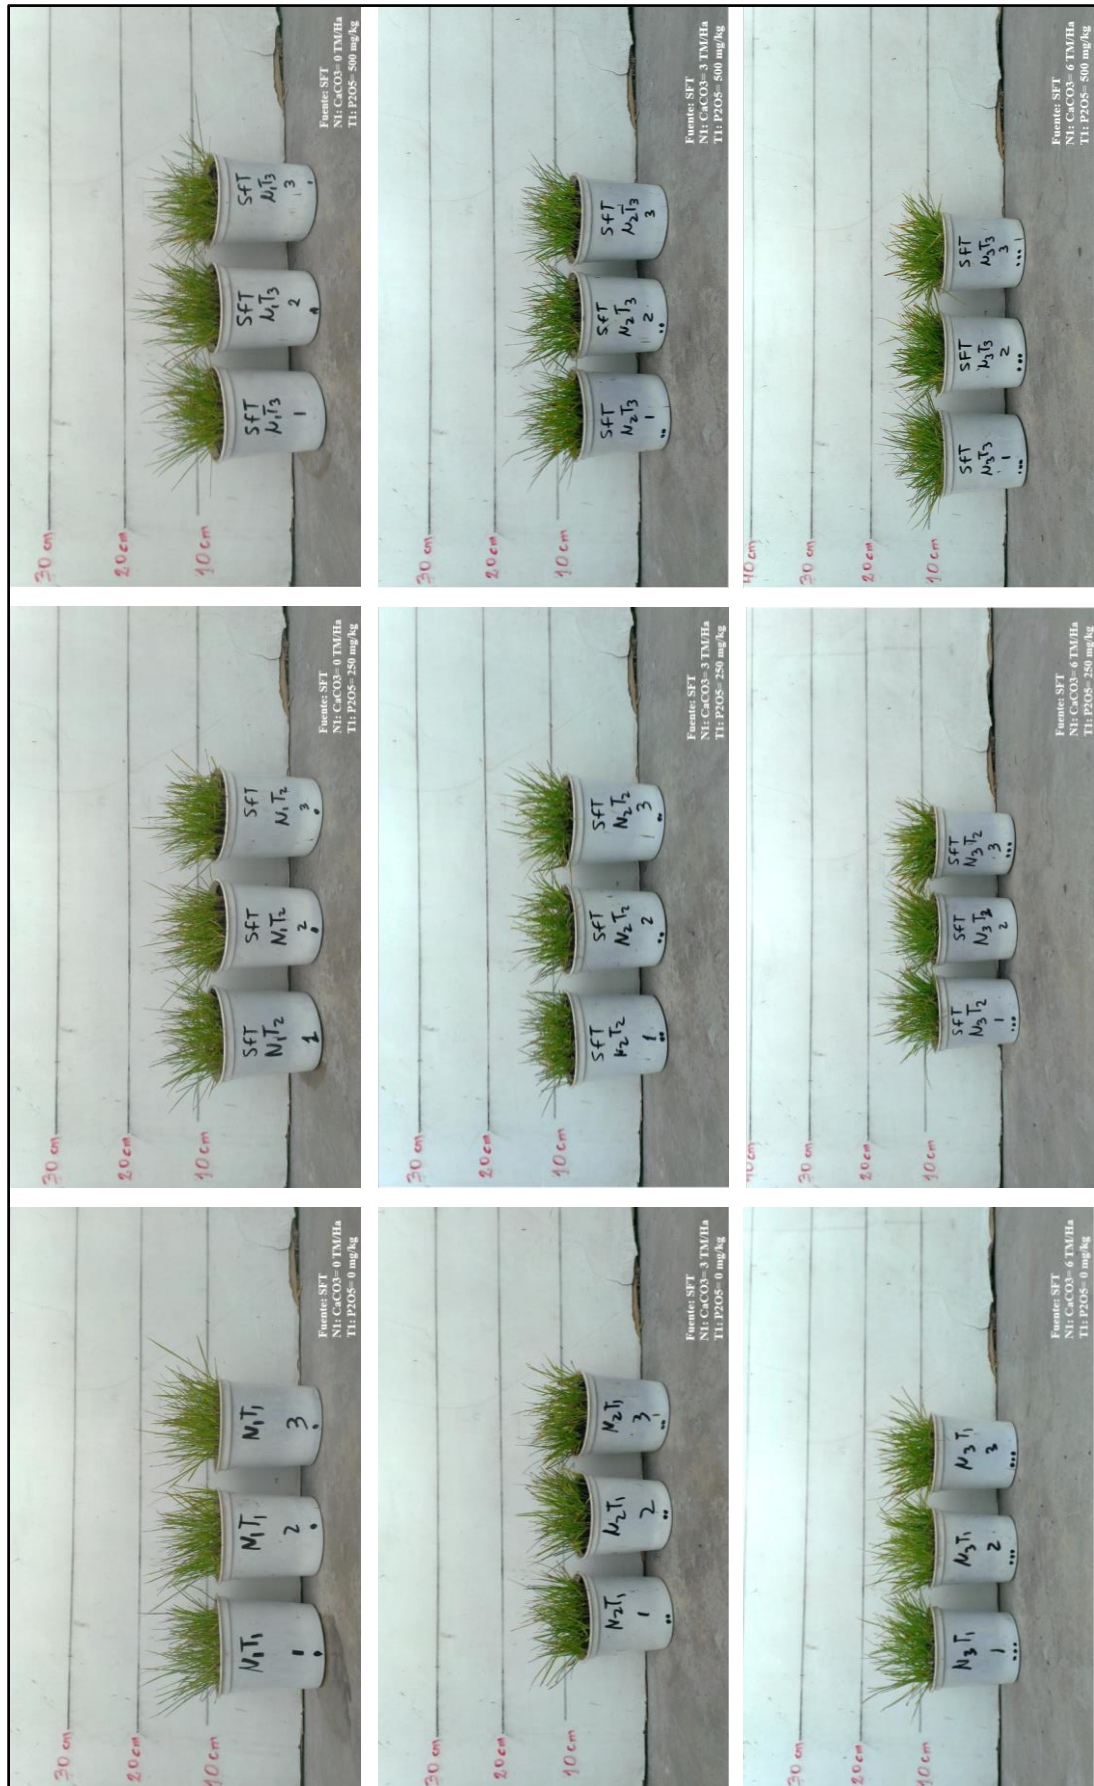 30 cm
20 cm
10 cm
N1T1
1
N1T1
2
N1T1
3
Fuente: SFT
N1: CaCO3= 0 TM/Ha
T1: P2O5= 0 mg/kg
30 cm
20 cm
10 cm
SFT
N1T2
1
SFT
N1T2
2
SFT
N1T2
3
Fuente: SFT
N1: CaCO3= 0 TM/Ha
T1: P2O5= 250 mg/kg
30 cm
20 cm
10 cm
SFT
N1T3
1
SFT
N1T3
2
SFT
N1T3
3
Fuente: SFT
N1: CaCO3= 0 TM/Ha
T1: P2O5= 500 mg/kg
30 cm
20 cm
10 cm
N2T1
1
N2T1
2
N2T1
3
Fuente: SFT
N1: CaCO3= 3 TM/Ha
T1: P2O5= 0 mg/kg
30 cm
20 cm
10 cm
SFT
N2T2
1
SFT
N2T2
2
SFT
N2T2
3
Fuente: SFT
N1: CaCO3= 3 TM/Ha
T1: P2O5= 250 mg/kg
30 cm
20 cm
10 cm
SFT
N2T3
1
SFT
N2T3
2
SFT
N2T3
3
Fuente: SFT
N1: CaCO3= 3 TM/Ha
T1: P2O5= 500 mg/kg
30 cm
20 cm
10 cm
N3T1
1
N3T1
2
N3T1
3
Fuente: SFT
N1: CaCO3= 6 TM/Ha
T1: P2O5= 0 mg/kg
40 cm
30 cm
20 cm
10 cm
SFT
N3T2
1
SFT
N3T2
2
SFT
N3T2
3
Fuente: SFT
N1: CaCO3= 6 TM/Ha
T1: P2O5= 250 mg/kg
40 cm
30 cm
20 cm
10 cm
SFT
N3T3
1
SFT
N3T3
2
SFT
N3T3
3
Fuente: SFT
N1: CaCO3= 6 TM/Ha
T1: P2O5= 500 mg/kg